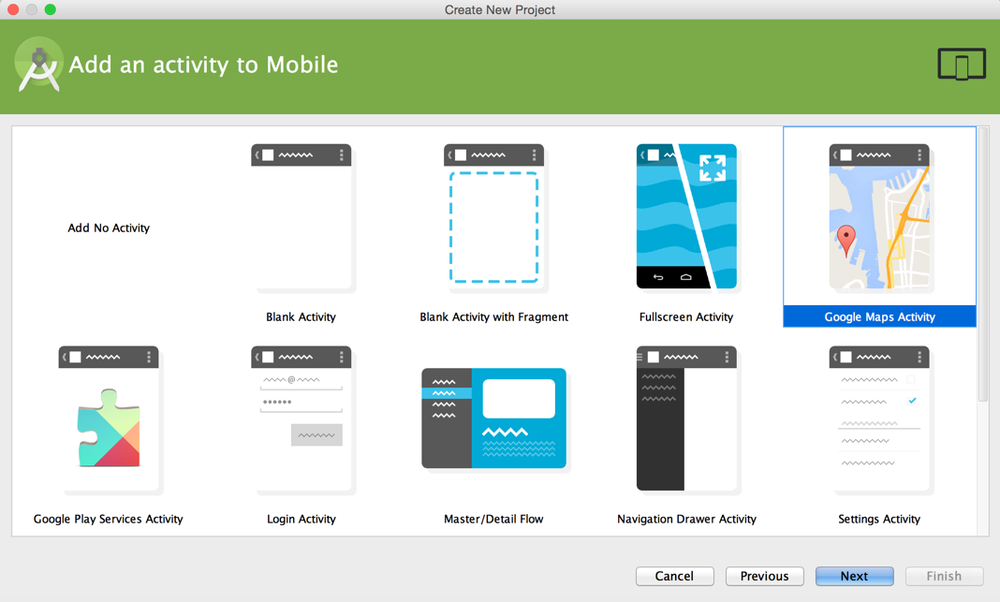 Create New Project
Add an activity to Mobile
Add No Activity
Blank Activity
Blank Activity with Fragment
Fullscreen Activity
Google Maps Activity
Google Play Services Activity
Login Activity
Master/Detail Flow
Navigation Drawer Activity
Settings Activity
Cancel
Previous
Next
Finish